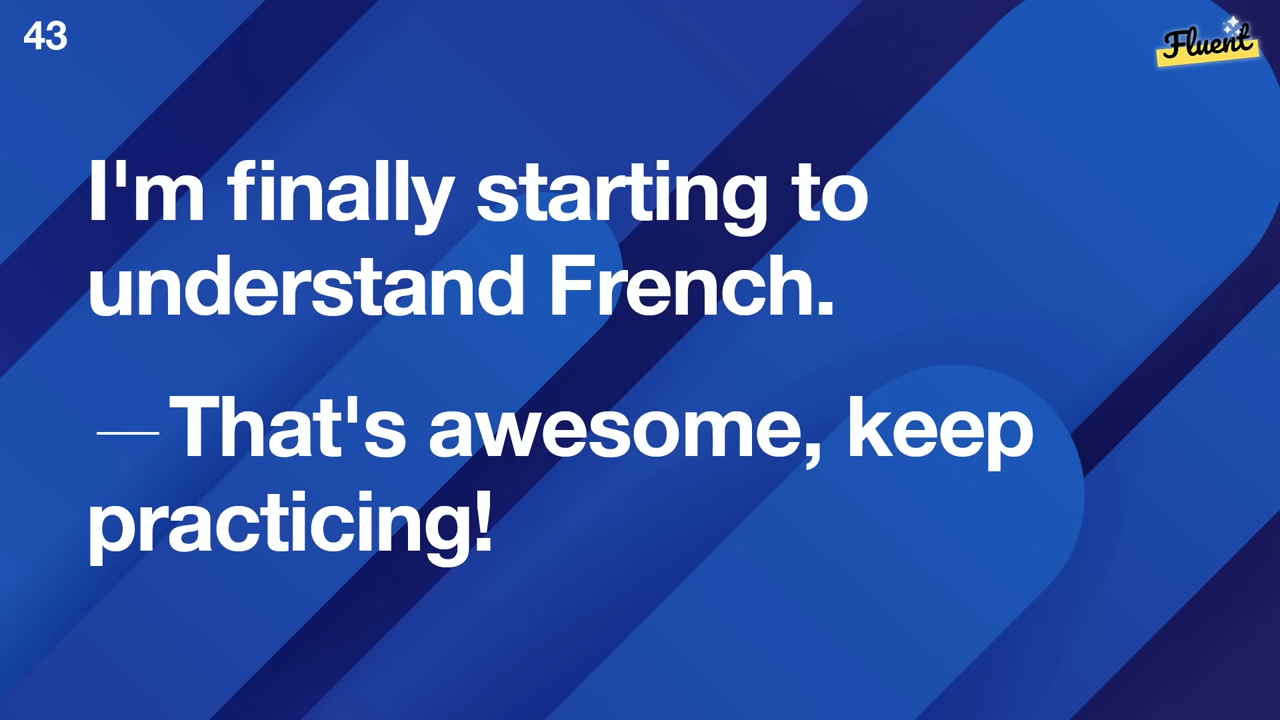 43
Fluent
I'm finally starting to
understand French.
— That's awesome, keep
practicing!